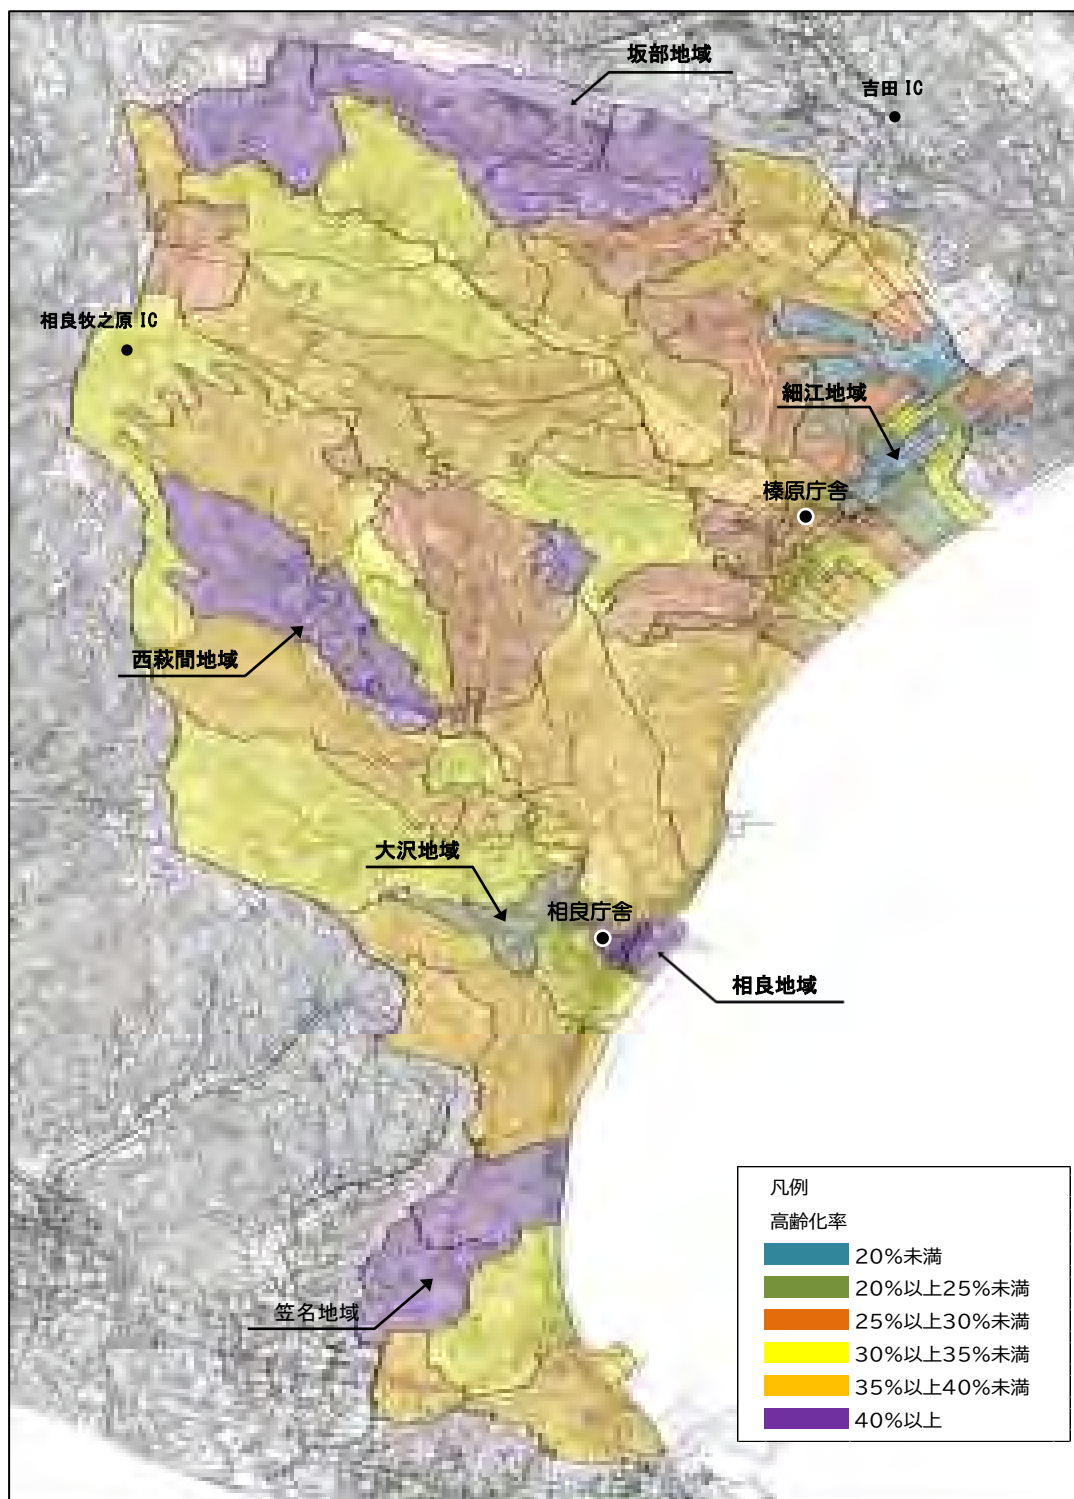 坂部地域
吉田 IC
相良牧之原 IC
細江地域
榛原庁舎
西萩間地域
大沢地域
相良庁舎
相良地域
笠名地域
凡例
高齢化率
20%未満
20%以上25%未満
25%以上30%未満
30%以上35%未満
35%以上40%未満
40%以上